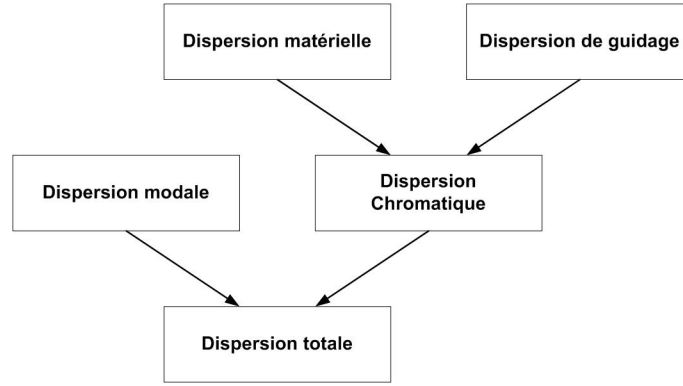 Dispersion matérielle
Dispersion de guidage
Dispersion modale
Dispersion
Chromatique
Dispersion totale